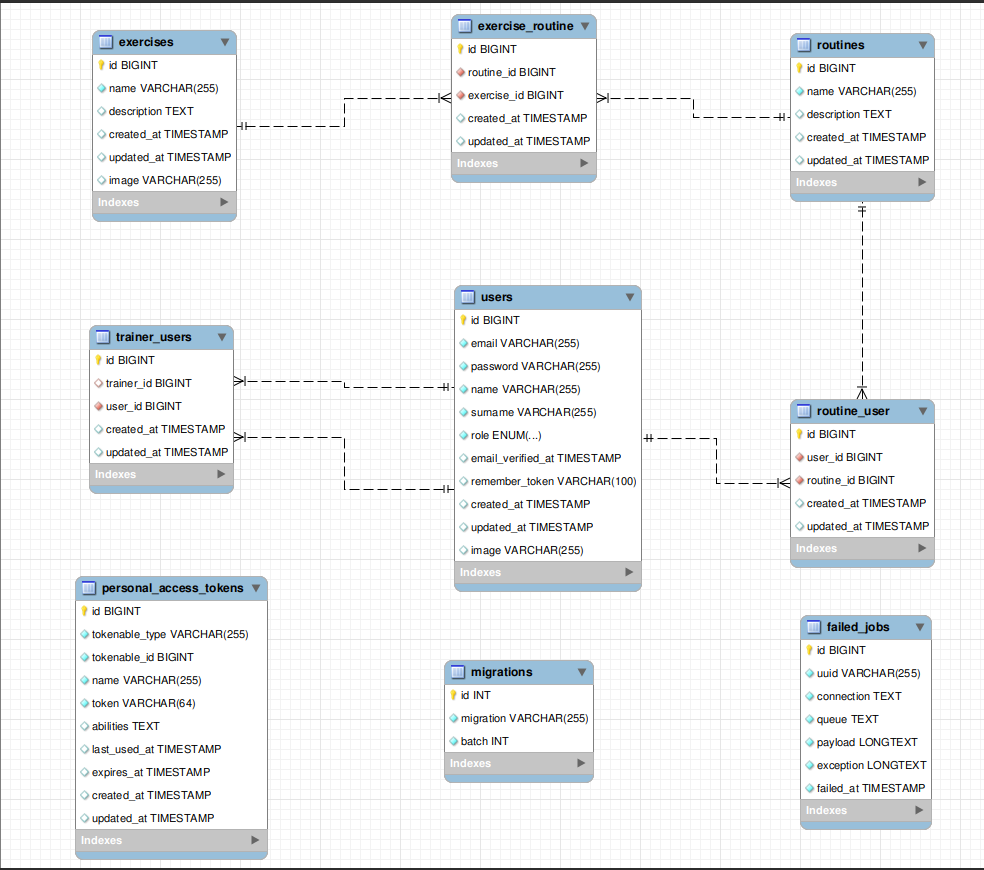 exercises
id BIGINT
name VARCHAR(255)
description TEXT
created_at TIMESTAMP
updated_at TIMESTAMP
image VARCHAR(255)
Indexes
exercise_routine
id BIGINT
routine_id BIGINT
exercise_id BIGINT
created_at TIMESTAMP
updated_at TIMESTAMP
Indexes
routines
id BIGINT
name VARCHAR(255)
description TEXT
created_at TIMESTAMP
updated_at TIMESTAMP
Indexes
trainer_users
id BIGINT
trainer_id BIGINT
user_id BIGINT
created_at TIMESTAMP
updated_at TIMESTAMP
Indexes
users
id BIGINT
email VARCHAR(255)
password VARCHAR(255)
name VARCHAR(255)
surname VARCHAR(255)
role ENUM(...)
email_verified_at TIMESTAMP
remember_token VARCHAR(100)
created_at TIMESTAMP
updated_at TIMESTAMP
image VARCHAR(255)
Indexes
routine_user
id BIGINT
user_id BIGINT
routine_id BIGINT
created_at TIMESTAMP
updated_at TIMESTAMP
Indexes
personal_access_tokens
id BIGINT
tokenable_type VARCHAR(255)
tokenable_id BIGINT
name VARCHAR(255)
token VARCHAR(64)
abilities TEXT
last_used_at TIMESTAMP
expires_at TIMESTAMP
created_at TIMESTAMP
updated_at TIMESTAMP
Indexes
migrations
id INT
migration VARCHAR(255)
batch INT
Indexes
failed_jobs
id BIGINT
uuid VARCHAR(255)
connection TEXT
queue TEXT
payload LONGTEXT
exception LONGTEXT
failed_at TIMESTAMP
Indexes